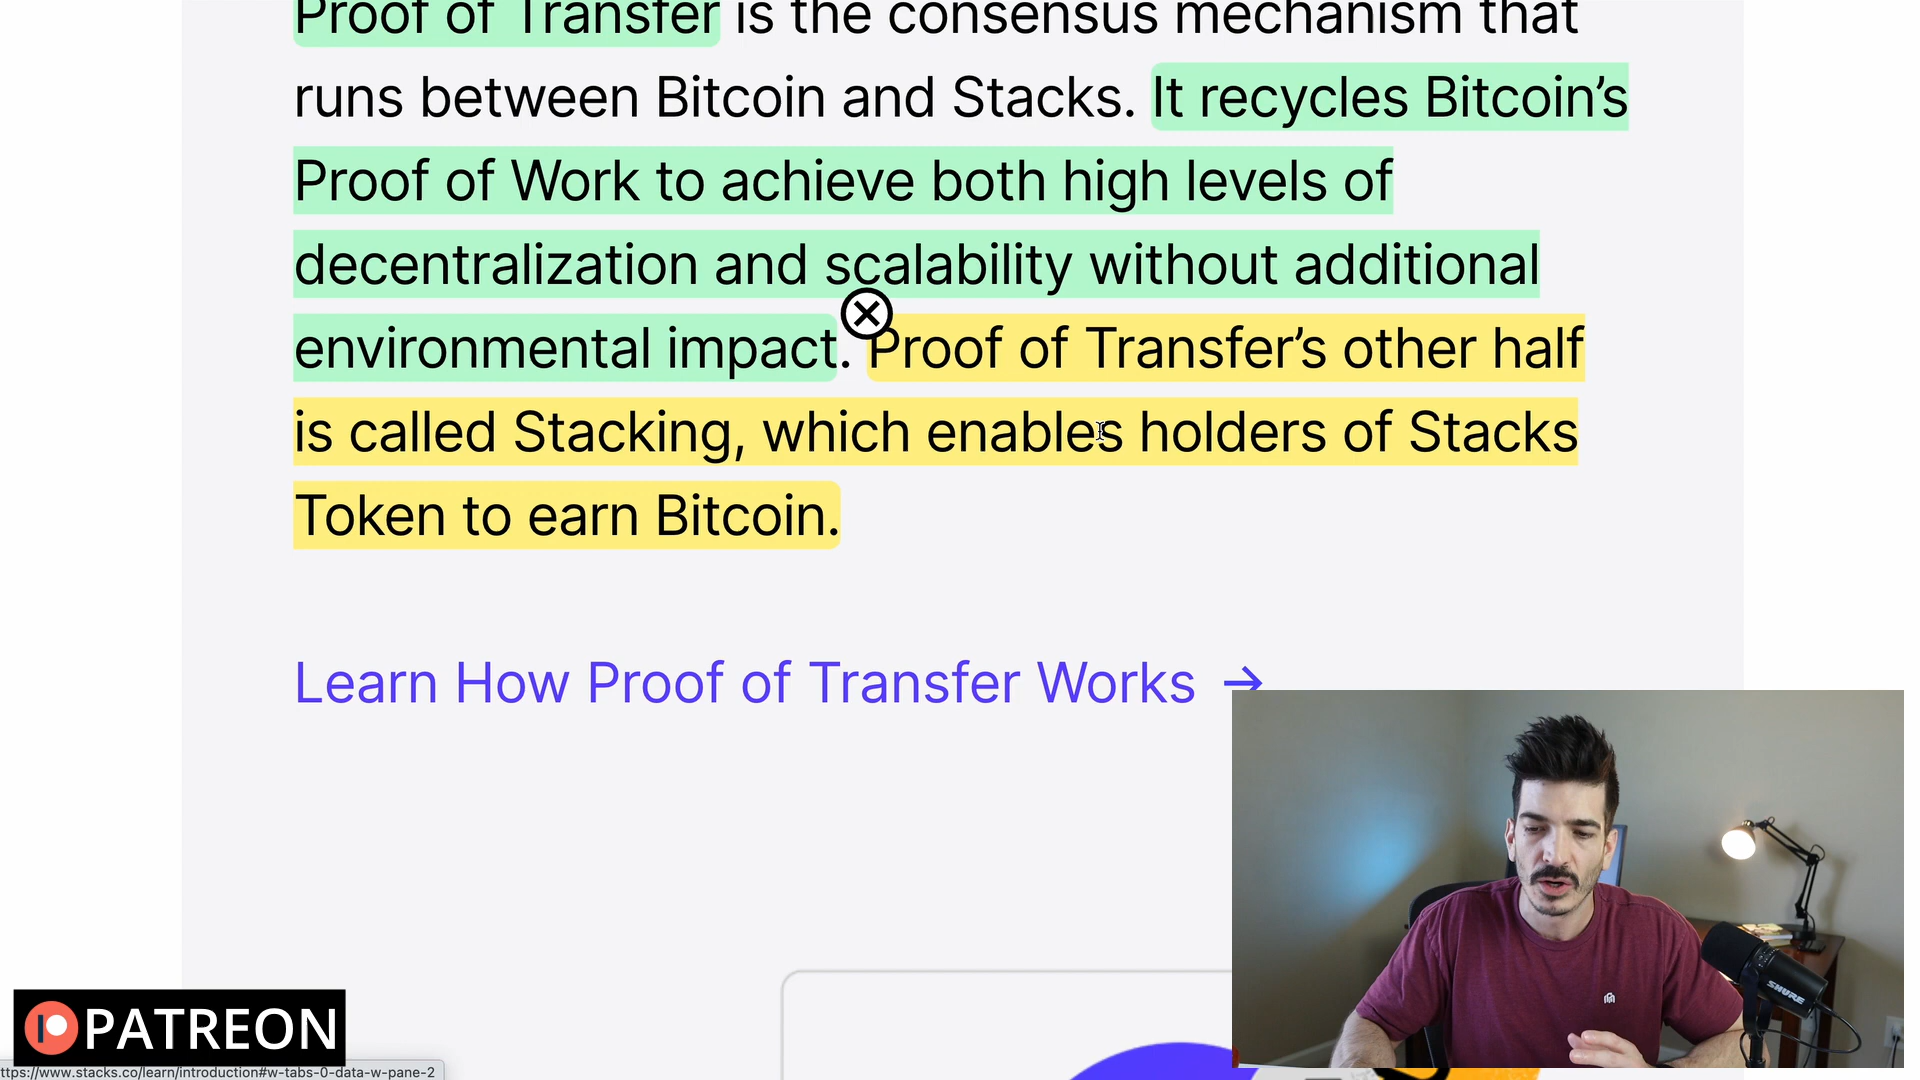 Proof of Transfer is the consensus mechanism that
runs between Bitcoin and Stacks. It recycles Bitcoin’s
Proof of Work to achieve both high levels of
decentralization and scalability without additional
environmental impact. Proof of Transfer’s other half
is called Stacking, which enables holders of Stacks
Token to earn Bitcoin.
Learn How Proof of Transfer Works →
SHURE
PATREON
ttps://www.stacks.co/learn/introduction#w-tabs-0-data-w-pane-2